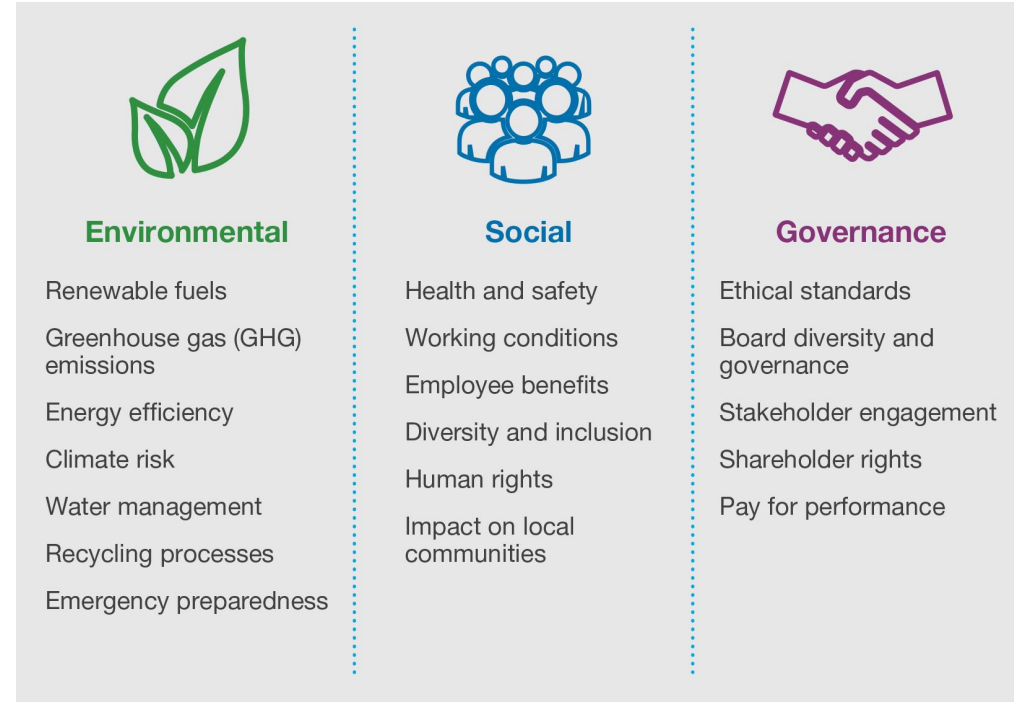 Environmental
Renewable fuels
Greenhouse gas (GHG)
emissions
Energy efficiency
Climate risk
Water management
Recycling processes
Emergency preparedness
Social
Health and safety
Working conditions
Employee benefits
Diversity and inclusion
Human rights
Impact on local
communities
Governance
Ethical standards
Board diversity and
governance
Stakeholder engagement
Shareholder rights
Pay for performance